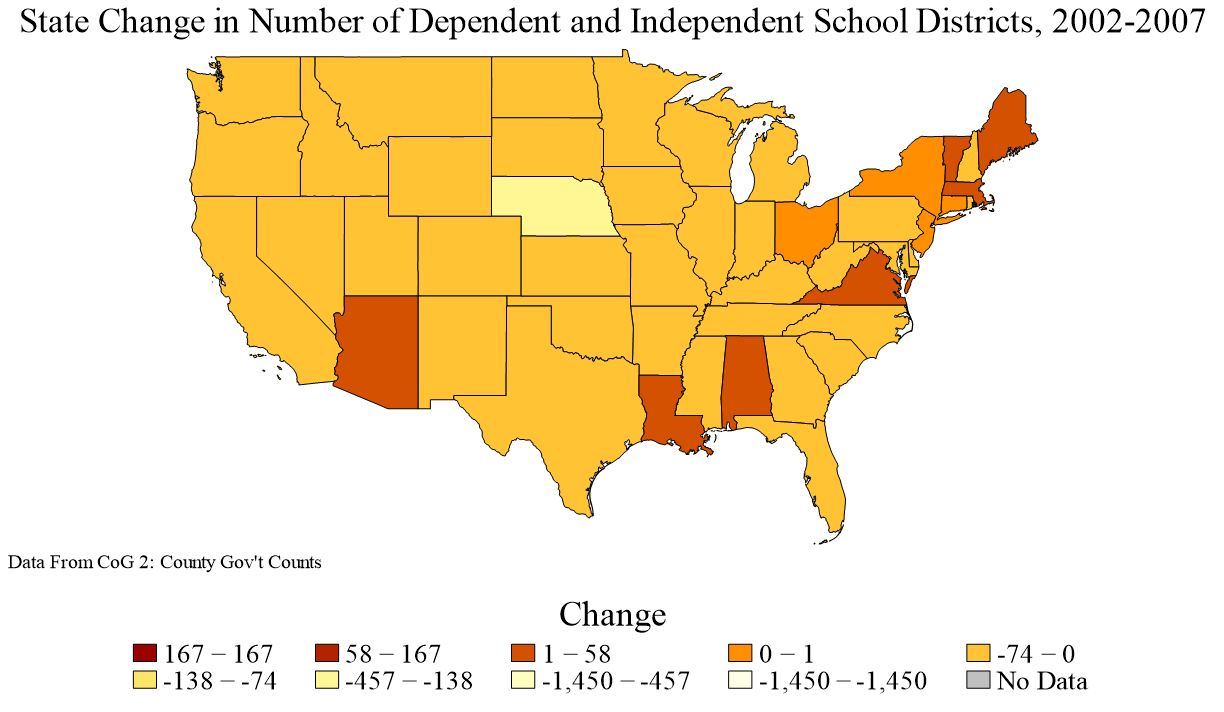 State Change in Number of Dependent and Independent School Districts, 2002-2007
Data From CoG 2: County Gov't Counts
Change
167 – 167 58 – 167 1 – 58 0 – 1 -74 – 0
-138 – -74 -457 – -138 -1,450 – -457 -1,450 – -1,450 No Data